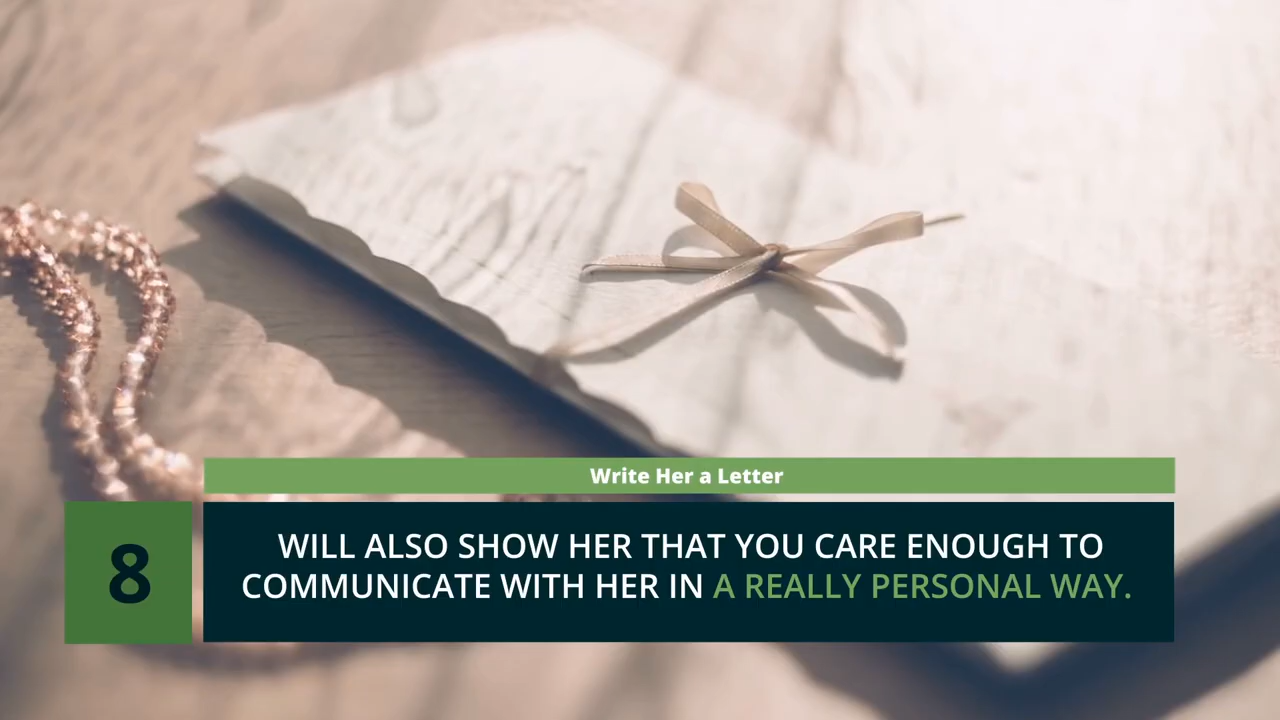 Write Her a Letter
8
WILL ALSO SHOW HER THAT YOU CARE ENOUGH TO
COMMUNICATE WITH HER IN A REALLY PERSONAL WAY.